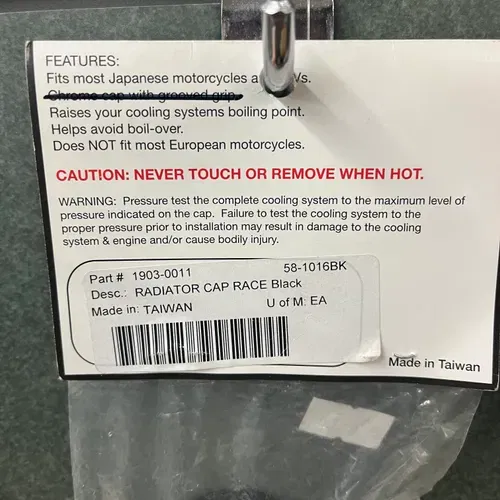 FEATURES:
Fits most Japanese motorcycles a Vs.
Chrome cap with grooved grip.
Raises your cooling systems boiling point.
Helps avoid boil-over.
Does NOT fit most European motorcycles.
CAUTION: NEVER TOUCH OR REMOVE WHEN HOT.
WARNING: Pressure test the complete cooling system to the maximum level of
pressure indicated on the cap. Failure to test the cooling system to the
proper pressure prior to installation may result in damage to the cooling
system & engine and/or cause bodily injury.
Part # 1903-0011 58-1016BK
Desc.: RADIATOR CAP RACE Black
Made in: TAIWAN U of M: EA
Made in Taiwan